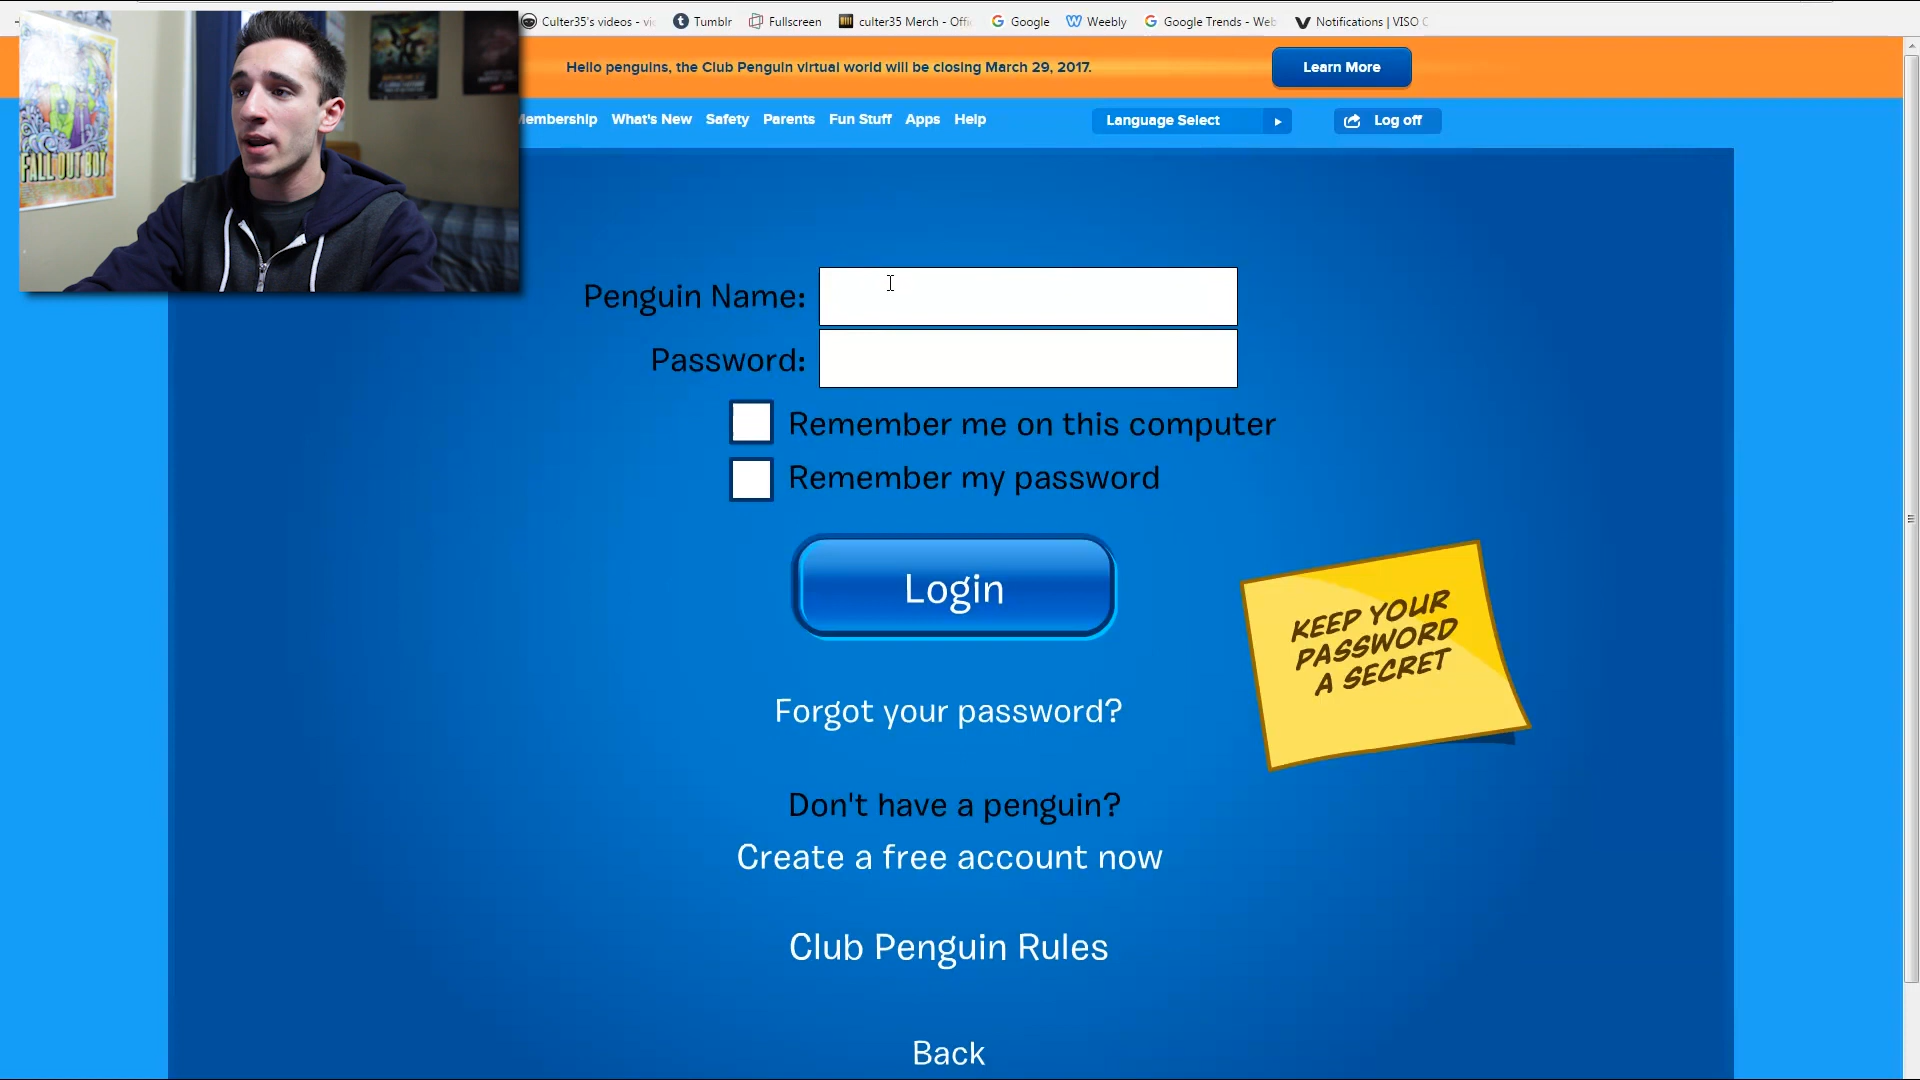 Culter35's videos - vi
Tumblr
Fullscreen
culter35 Merch - Offi
Google
Weebly
Google Trends - Web
Notifications | VISO C
Hello penguins, the Club Penguin virtual world will be closing March 29, 2017.
Learn More
Membership
What's New
Safety
Parents
Fun Stuff
Apps
Help
Language Select
Log off
FALL OUT BOY
Penguin Name:
Password:
Remember me on this computer
Remember my password
Login
KEEP YOUR
PASSWORD
A SECRET
Forgot your password?
Don't have a penguin?
Create a free account now
Club Penguin Rules
Back